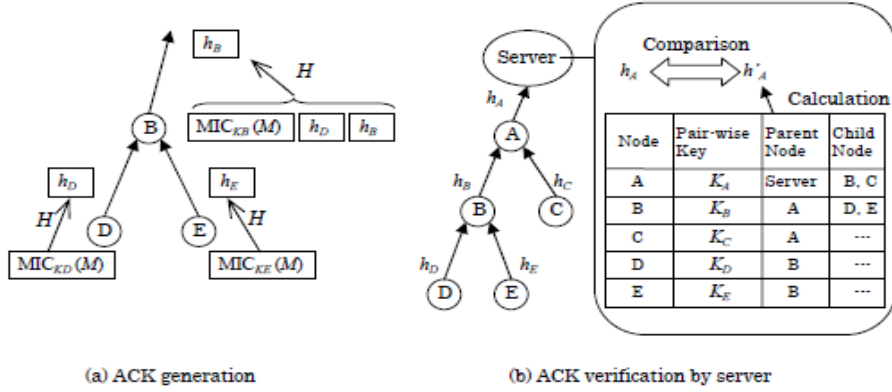 h_B
H
MIC_KB(M) h_D h_B
B
h_D
H
D
MIC_KD(M)
h_E
H
E
MIC_KE(M)
(a) ACK generation
Server
h_A
A
h_B
h_C
B
C
h_D
h_E
D
E
Comparison
h_A h´_A
Calculation
Node Pair-wise Key Parent Node Child Node
A K_A Server B, C
B K_B A D, E
C K_C A ---
D K_D B ---
E K_E B ---
(b) ACK verification by server